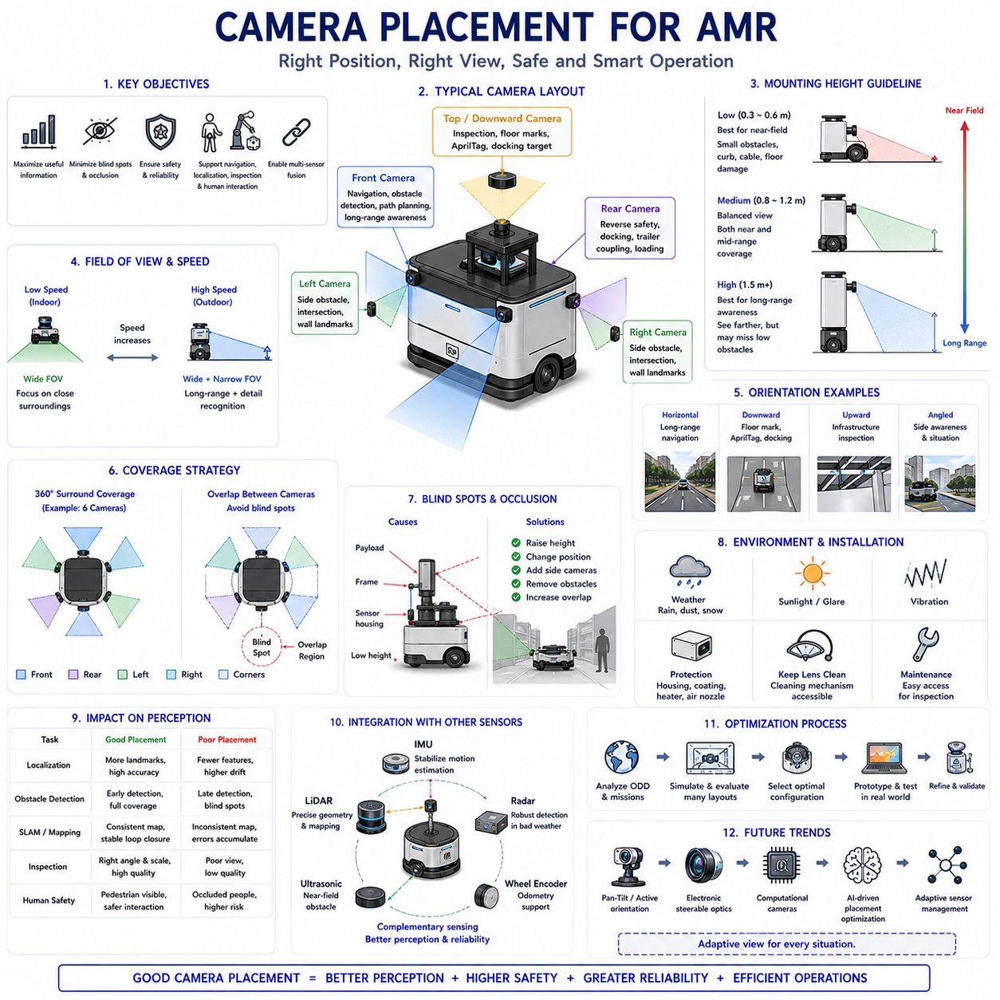 CAMERA PLACEMENT FOR AMR
Right Position, Right View, Safe and Smart Operation
1. KEY OBJECTIVES
Maximize useful
information
Minimize blind spots
& occlusion
Ensure safety
& reliability
Support navigation,
localization, inspection
& human interaction
Enable multi-sensor
fusion
2. TYPICAL CAMERA LAYOUT
Top / Downward Camera
Inspection, floor marks,
AprilTag, docking target
Front Camera
Navigation, obstacle
detection, path planning,
long-range awareness
Rear Camera
Reverse safety,
docking, trailer
coupling, loading
Left Camera
Side obstacle,
intersection,
wall landmarks
Right Camera
Side obstacle,
intersection,
wall landmarks
3. MOUNTING HEIGHT GUIDELINE
Low (0.3 ~ 0.6 m)
Best for near-field
Small obstacles,
curb, cable, floor
damage
Medium (0.8 ~ 1.2 m)
Balanced view
Both near and
mid-range
coverage
High (1.5 m+)
Best for long-range
awareness
See farther, but
may miss low
obstacles
Near Field
Long Range
4. FIELD OF VIEW & SPEED
Low Speed
(Indoor)
Speed
increases
High Speed
(Outdoor)
Wide FOV
Focus on close
surroundings
Wide + Narrow FOV
Long-range + detail
recognition
5. ORIENTATION EXAMPLES
Horizontal
Long-range
navigation
Downward
Floor mark,
AprilTag, docking
Upward
Infrastructure
inspection
Angled
Side awareness
& situation
6. COVERAGE STRATEGY
360° Surround Coverage
(Example: 6 Cameras)
Overlap Between Cameras
Avoid blind spots
Blind
Spot
Overlap
Region
Front
Rear
Left
Right
Corners
7. BLIND SPOTS & OCCLUSION
Causes
Payload
Frame
Sensor
housing
Low height
Solutions
Raise height
Change position
Add side cameras
Remove obstacles
Increase overlap
8. ENVIRONMENT & INSTALLATION
Weather
Rain, dust, snow
Sunlight / Glare
Vibration
Protection
Housing, coating,
heater, air nozzle
Keep Lens Clean
Cleaning mechanism
accessible
Maintenance
Easy access
for inspection
9. IMPACT ON PERCEPTION
Task
Good Placement
Poor Placement
Localization
More landmarks,
high accuracy
Fewer features,
higher drift
Obstacle Detection
Early detection,
full coverage
Late detection,
blind spots
SLAM / Mapping
Consistent map,
stable loop closure
Inconsistent map,
errors accumulate
Inspection
Right angle & scale,
high quality
Poor view,
low quality
Human Safety
Pedestrian visible,
safer interaction
Occluded people,
higher risk
10. INTEGRATION WITH OTHER SENSORS
IMU
Stabilize motion
estimation
LiDAR
Precise geometry
& mapping
Radar
Robust detection
in bad weather
Ultrasonic
Near-field
obstacle
Wheel Encoder
Odometry
support
Complementary sensing
Better perception & reliability
11. OPTIMIZATION PROCESS
Analyze ODD
& missions
Simulate & evaluate
many layouts
Select optimal
configuration
Prototype & test
in real world
Refine & validate
12. FUTURE TRENDS
Pan-Tilt / Active
orientation
Electronic
steerable optics
Computational
cameras
AI-driven
placement
optimization
Adaptive sensor
management
Adaptive view for every situation.
GOOD CAMERA PLACEMENT = BETTER PERCEPTION + HIGHER SAFETY + GREATER RELIABILITY + EFFICIENT OPERATIONS